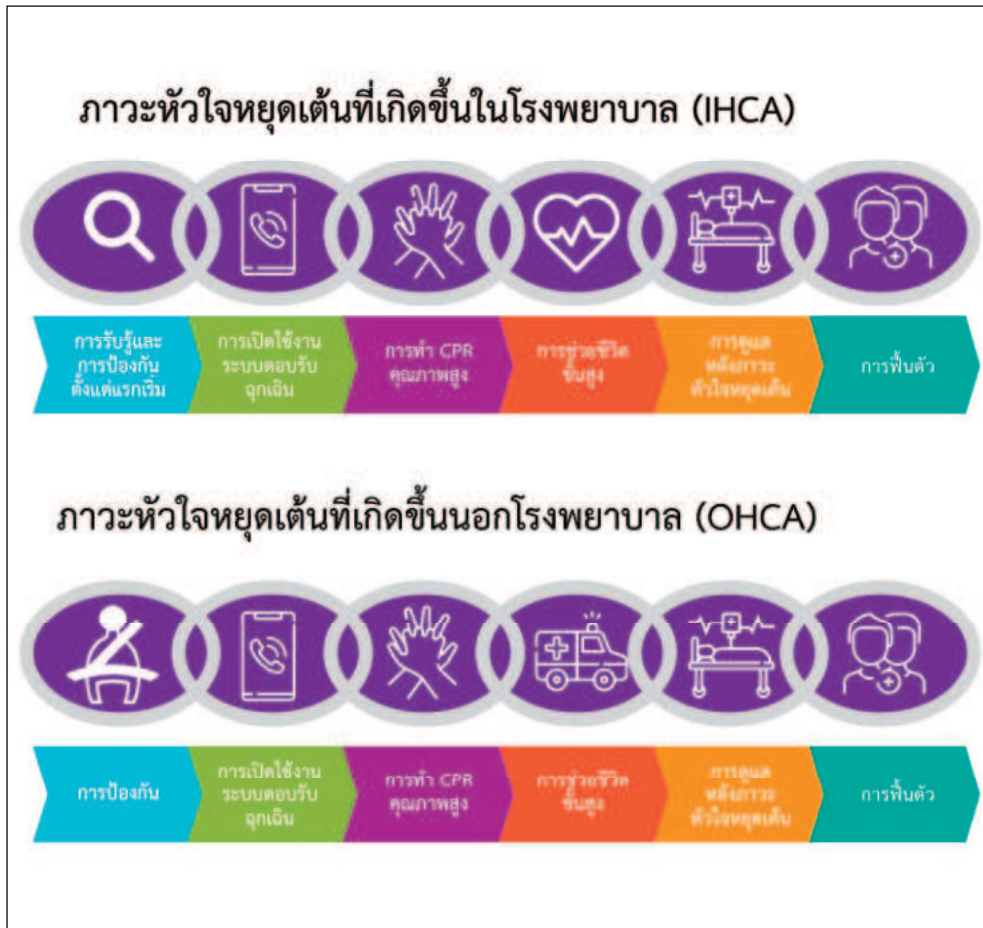 ภาวะหัวใจหยุดเต้นที่เกิดขึ้นในโรงพยาบาล (IHCA)
การรับรู้และ
การป้องกัน
ตั้งแต่แรกเริ่ม
การเปิดใช้งาน
ระบบตอบรับ
ฉุกเฉิน
การทำ CPR
คุณภาพสูง
การช่วยชีวิต
ขั้นสูง
การดูแล
หลังภาวะ
หัวใจหยุดเต้น
การฟื้นตัว
ภาวะหัวใจหยุดเต้นที่เกิดขึ้นนอกโรงพยาบาล (OHCA)
การป้องกัน
การเปิดใช้งาน
ระบบตอบรับ
ฉุกเฉิน
การทำ CPR
คุณภาพสูง
การช่วยชีวิต
ขั้นสูง
การดูแล
หลังภาวะ
หัวใจหยุดเต้น
การฟื้นตัว